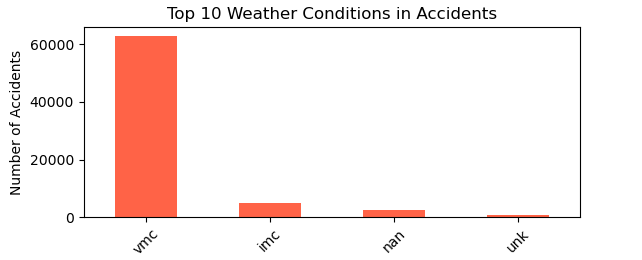 Top 10 Weather Conditions in Accidents
Number of Accidents
60000
40000
20000
0
vmc
imc
nan
unk